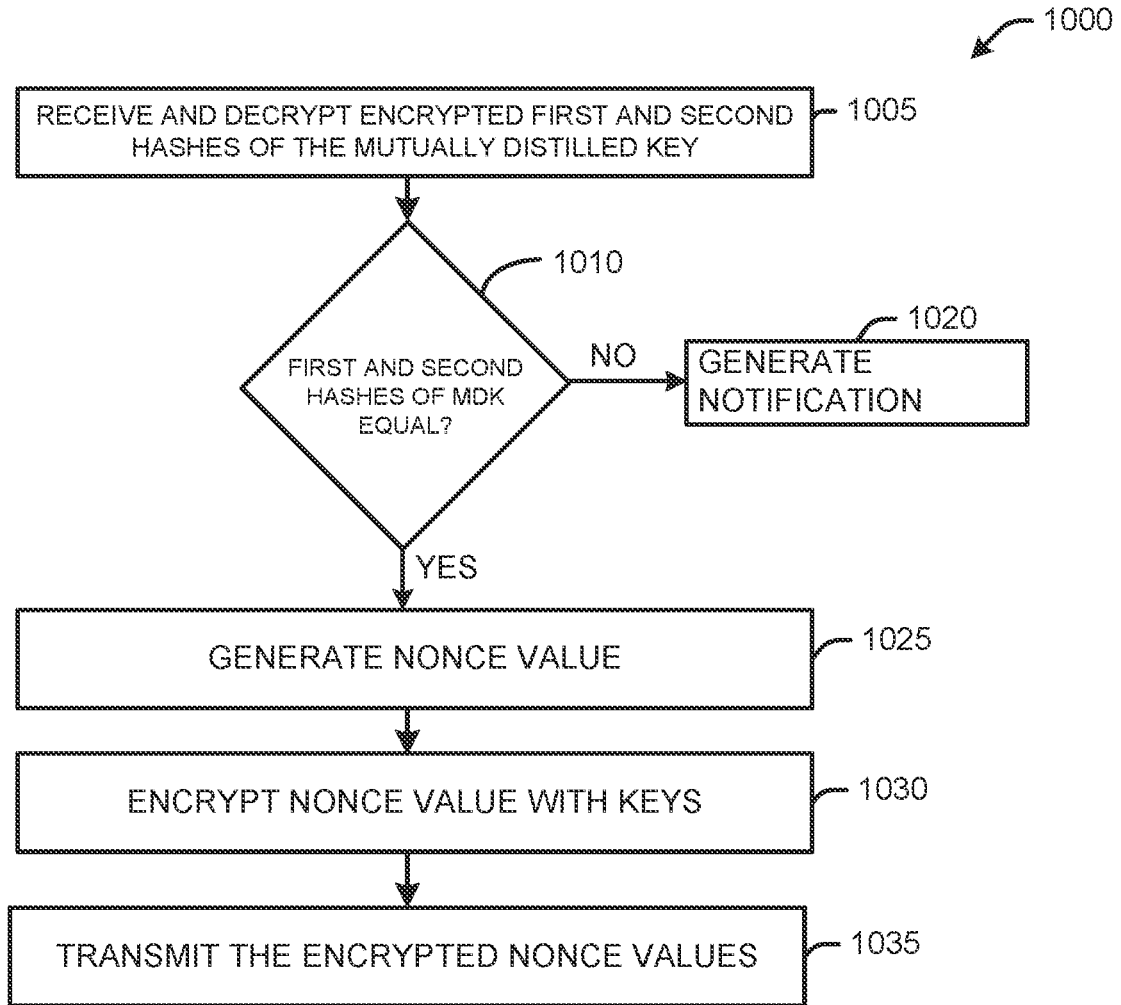 1000
RECEIVE AND DECRYPT ENCRYPTED FIRST AND SECOND
HASHES OF THE MUTUALLY DISTILLED KEY
1005
1010
FIRST AND SECOND
HASHES OF MDK
EQUAL?
NO
1020
GENERATE
NOTIFICATION
YES
GENERATE NONCE VALUE
1025
ENCRYPT NONCE VALUE WITH KEYS
1030
TRANSMIT THE ENCRYPTED NONCE VALUES
1035